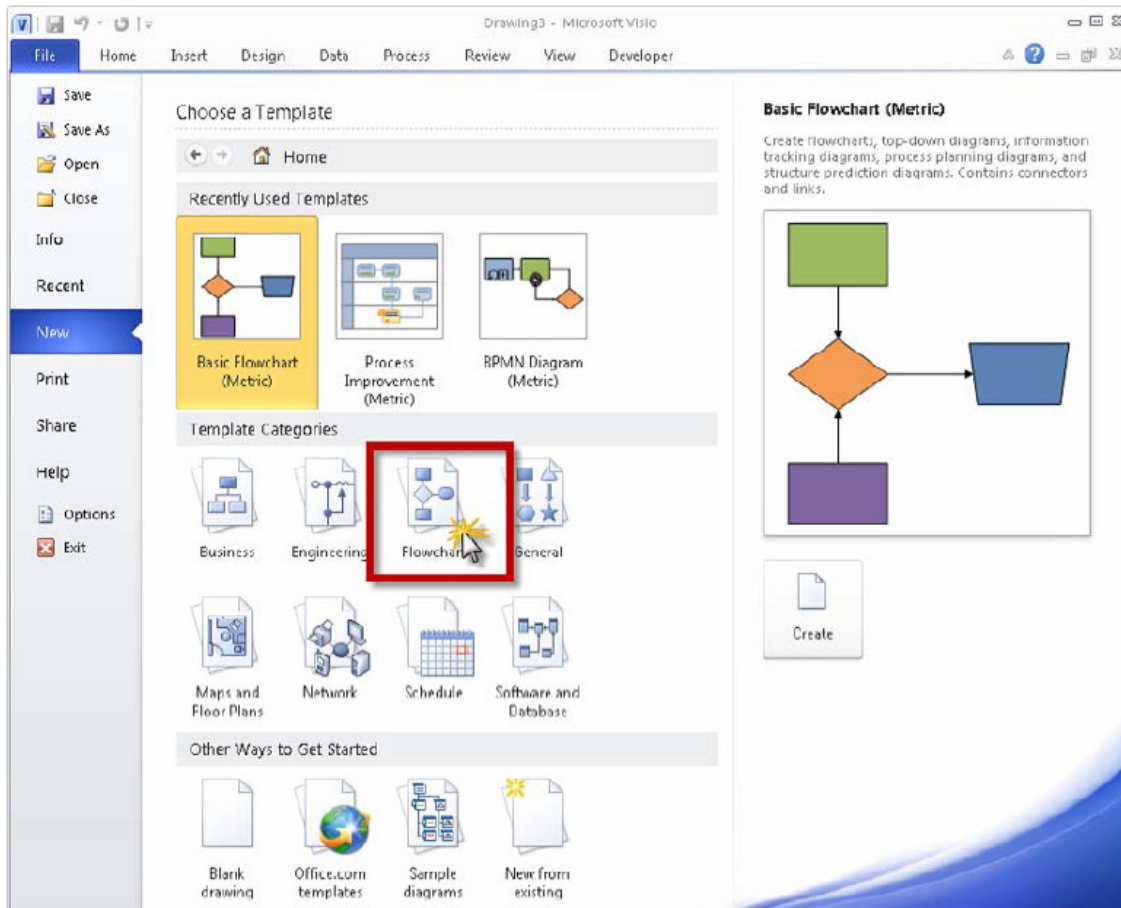 Drawing3 - Microsoft Visio
File Home Insert Design Data Process Review View Developer
Save
Save As
Open
Close
Info
Recent
New
Print
Share
Help
Options
Exit
Choose a Template
Home
Recently Used Templates
Basic Flowchart
(Metric)
Process
Improvement
(Metric)
BPMN Diagram
(Metric)
Template Categories
Business Engineering Flowchart General
Maps and
Floor Plans
Network
Schedule
Software and
Database
Other Ways to Get Started
Blank
drawing
Office.com
templates
Sample
diagrams
New from
existing
Basic Flowchart (Metric)
Create flowcharts, top-down diagrams, information
tracking diagrams, process planning diagrams, and
structure prediction diagrams. Contains connectors
and links.
Create